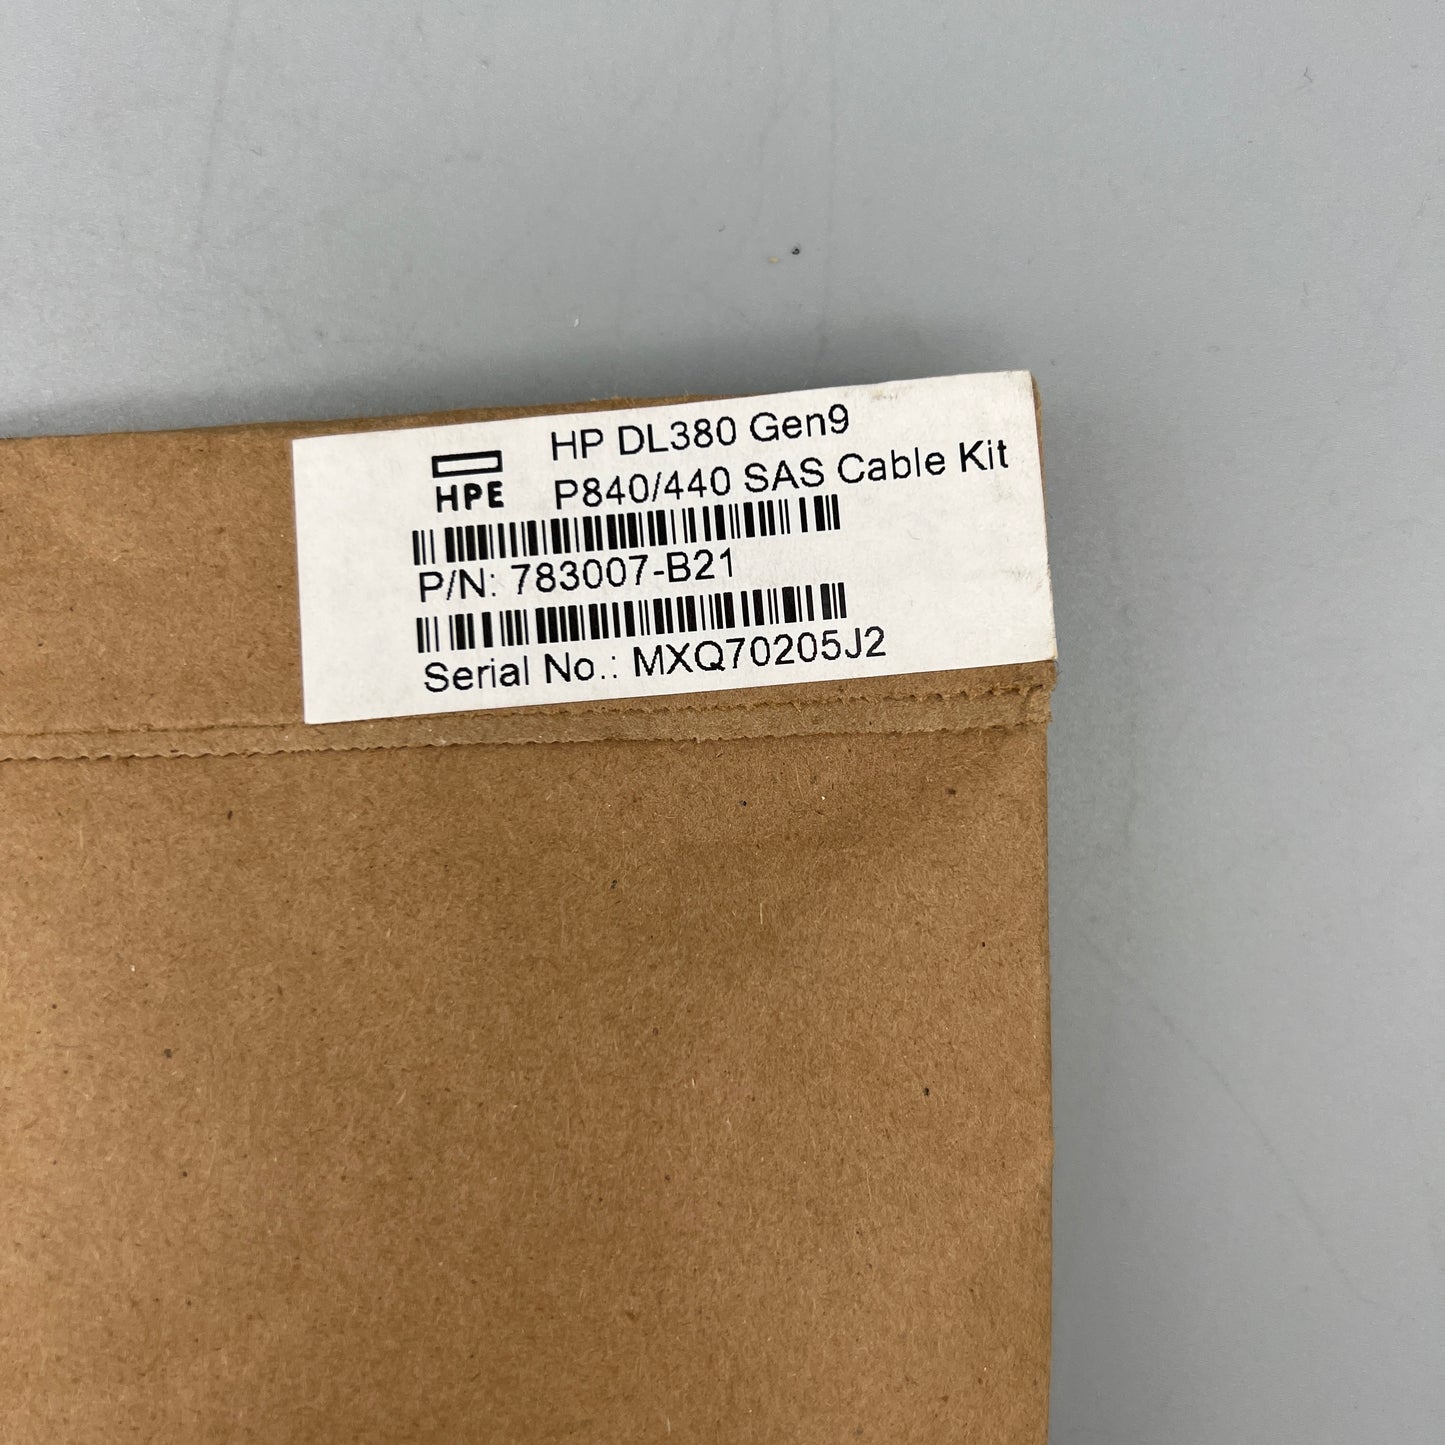 HP DL380 Gen9
HPE P840/440 SAS Cable Kit
P/N: 783007-B21
Serial No.: MXQ70205J2